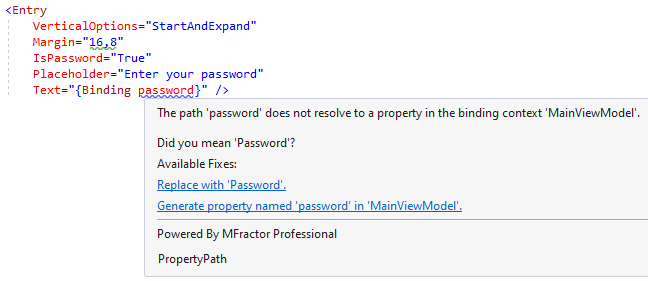 <Entry
VerticalOptions="StartAndExpand"
Margin="16,8"
IsPassword="True"
Placeholder="Enter your password"
Text="{Binding password}" />
The path 'password' does not resolve to a property in the binding context 'MainViewModel'.
Did you mean 'Password'?
Available Fixes:
Replace with 'Password'.
Generate property named 'password' in 'MainViewModel'.
Powered By MFractor Professional
PropertyPath